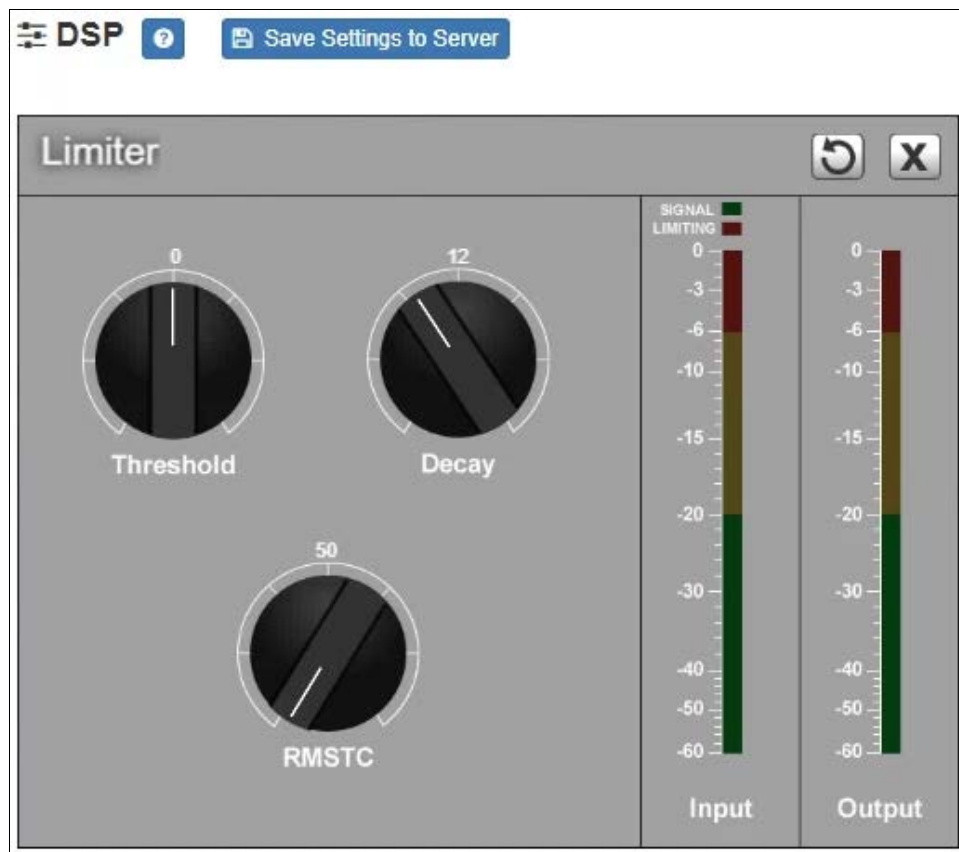 DSP
Save Settings to Server
Limiter
X
0
Threshold
12
Decay
50
RMSTC
SIGNAL
LIMITING
0
-3
-6
-10
-15
-20
-30
-40
-50
-60
Input
0
-3
-6
-10
-15
-20
-30
-40
-50
-60
Output